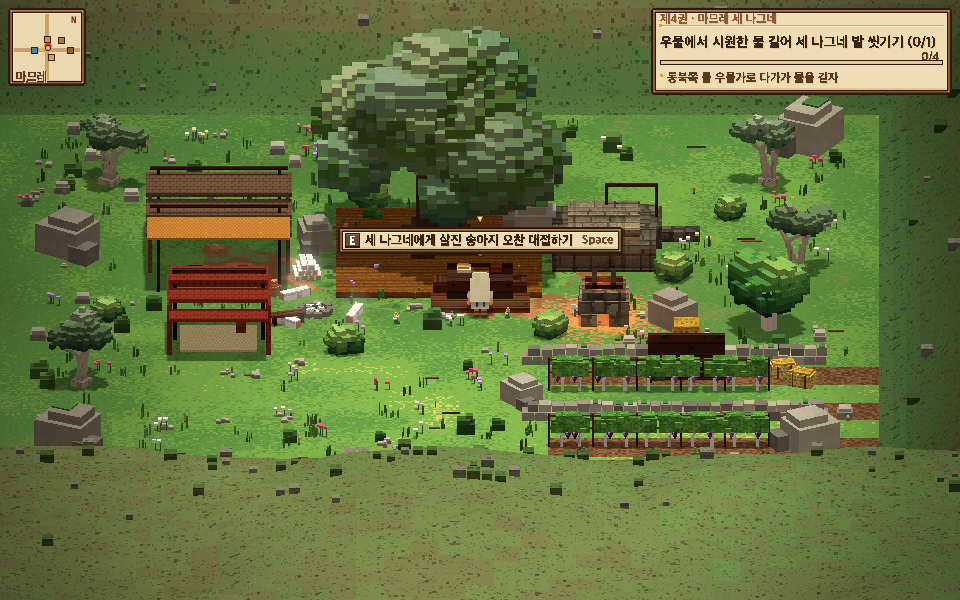 N
마므레
제4권 · 마므레 세 나그네
우물에서 시원한 물 길어 세 나그네 발 씻기기 (0/1)
0/4
동북쪽 돌 우물가로 다가가 물을 긷자
E 세 나그네에게 살진 송아지 오찬 대접하기 Space